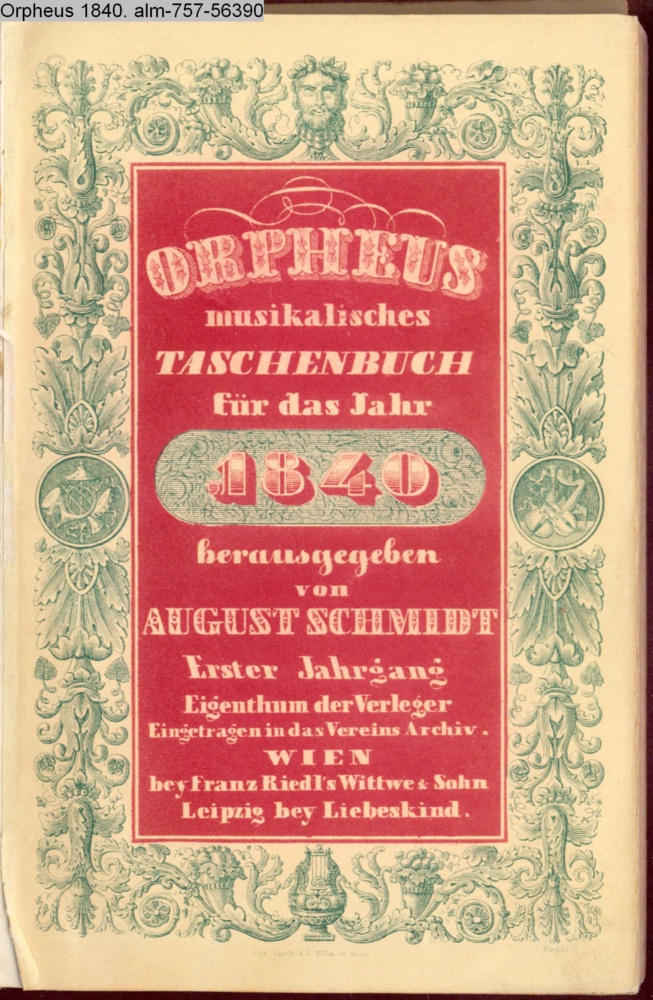 Orpheus 1840. alm-757-56390
ORPHEUS
musikalisches
TASCHENBUCH
für das Jahr
1840
herausgegeben
von
AUGUST SCHMIDT
Erster Jahrgang
Eigenthum der Verleger
Eingetragen in das Vereins Archiv.
WIEN
bey Franz Riedl's Wittwe & Sohn
Leipzig bey Liebeskind.